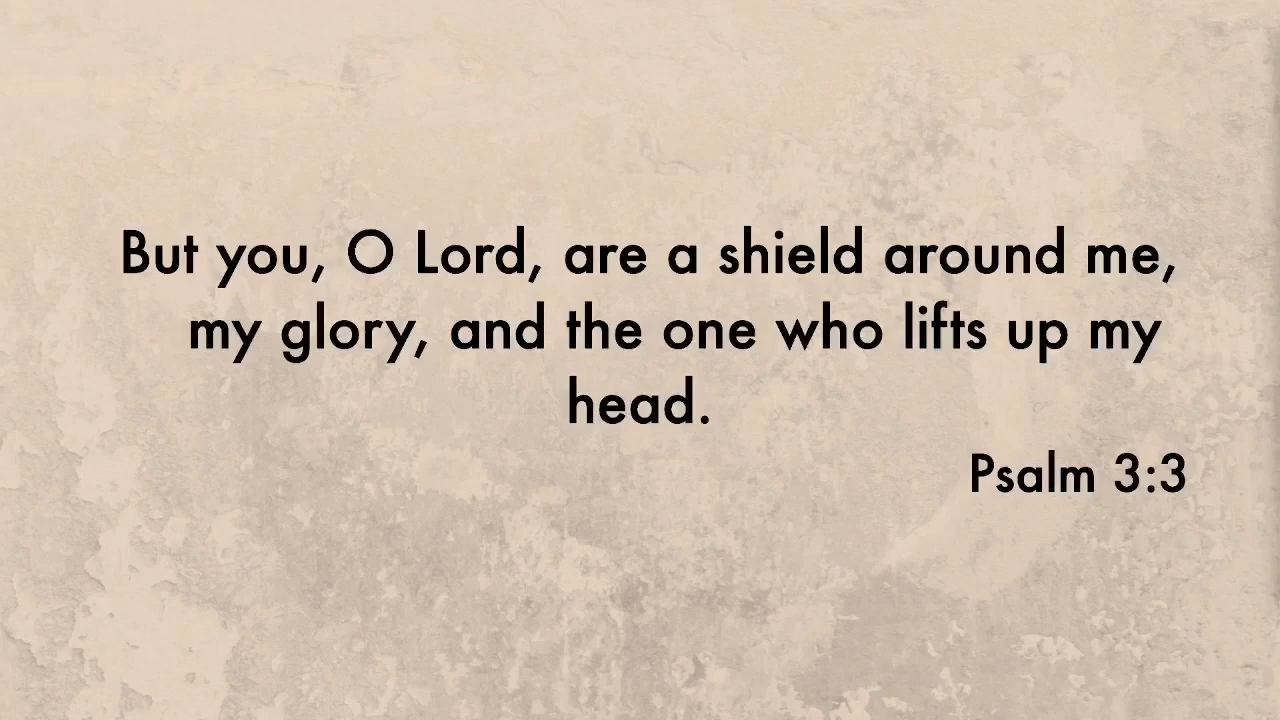 But you, O Lord, are a shield around me,
my glory, and the one who lifts up my
head.
Psalm 3:3